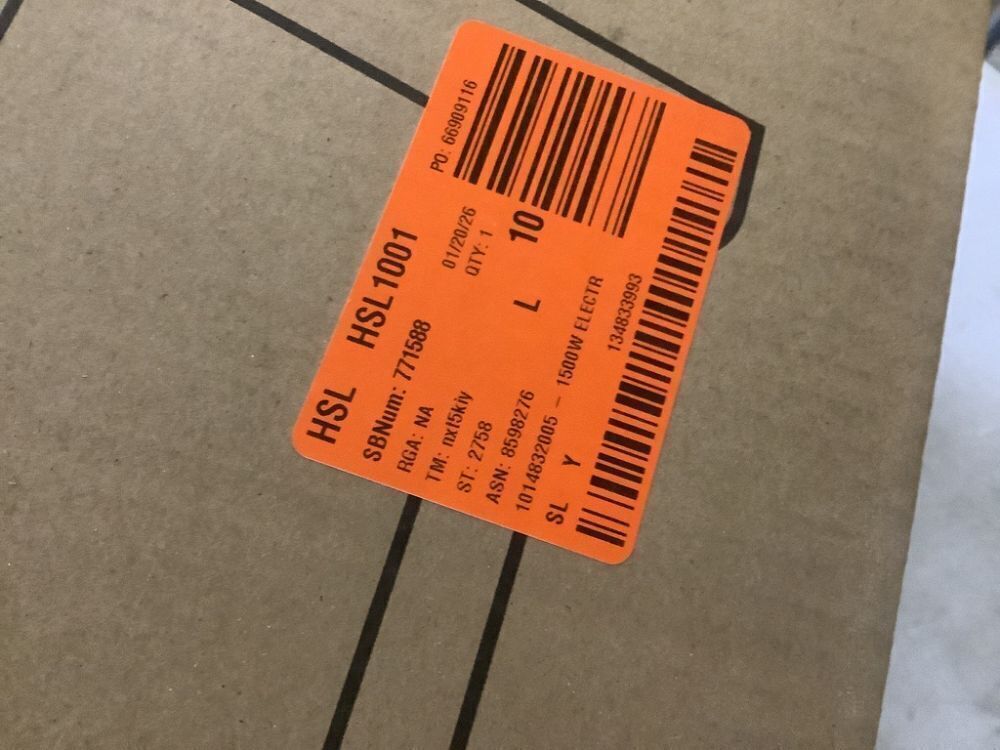 HSL HSL1001
SBNum: 771588
RGA: NA
01/20/26
PO: 66909116
TM: nxt5kiy
QTY: 1
ST: 2758
ASN: 8598276
L 10
1014832005 - 1500W ELECTR
SL Y
134833993